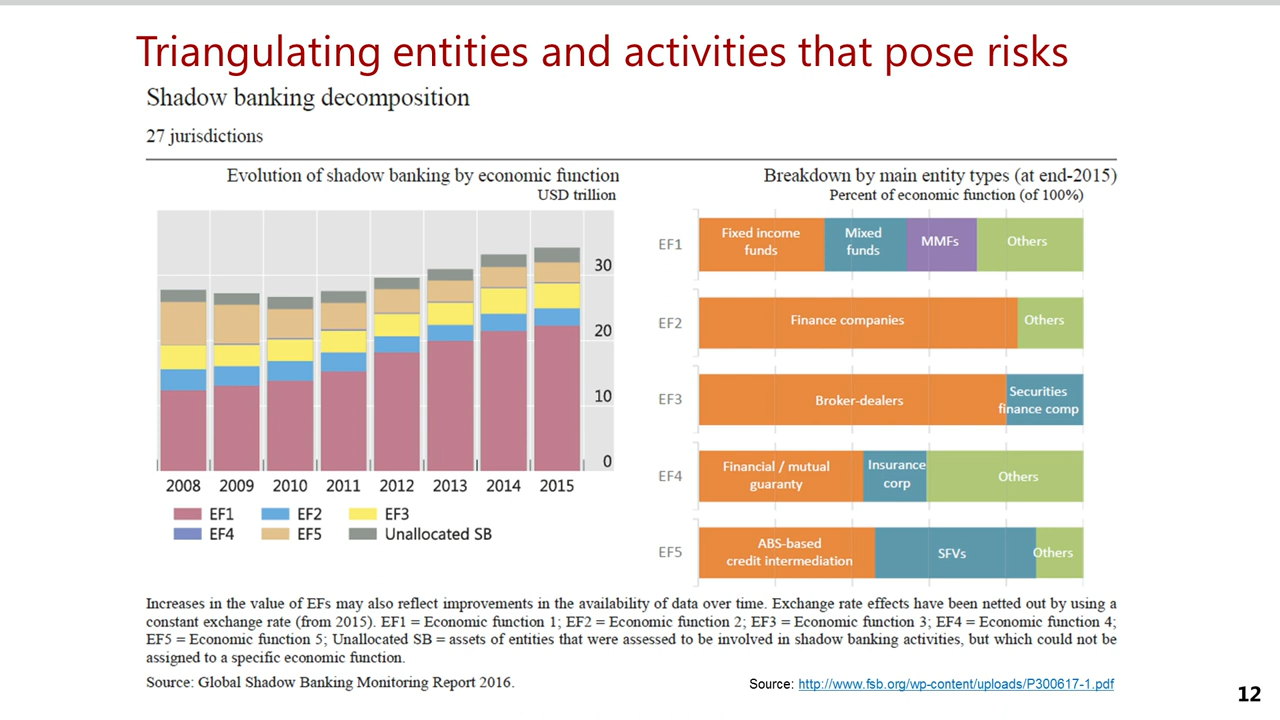 Triangulating entities and activities that pose risks
Shadow banking decomposition
27 jurisdictions
Evolution of shadow banking by economic function
USD trillion
30
20
10
0
2008 2009 2010 2011 2012 2013 2014 2015
EF1 EF2 EF3
EF4 EF5 Unallocated SB
Breakdown by main entity types (at end-2015)
Percent of economic function (of 100%)
EF1
Fixed income
funds
Mixed
funds
MMFs
Others
EF2
Finance companies
Others
EF3
Broker-dealers
Securities
finance comp
EF4
Financial / mutual
guaranty
Insurance
corp
Others
EF5
ABS-based
credit intermediation
SFVs
Others
Increases in the value of EFs may also reflect improvements in the availability of data over time. Exchange rate effects have been netted out by using a
constant exchange rate (from 2015). EF1 = Economic function 1; EF2 = Economic function 2; EF3 = Economic function 3; EF4 = Economic function 4;
EF5 = Economic function 5; Unallocated SB = assets of entities that were assessed to be involved in shadow banking activities, but which could not be
assigned to a specific economic function.
Source: Global Shadow Banking Monitoring Report 2016.
Source: http://www.fsb.org/wp-content/uploads/P300617-1.pdf
12